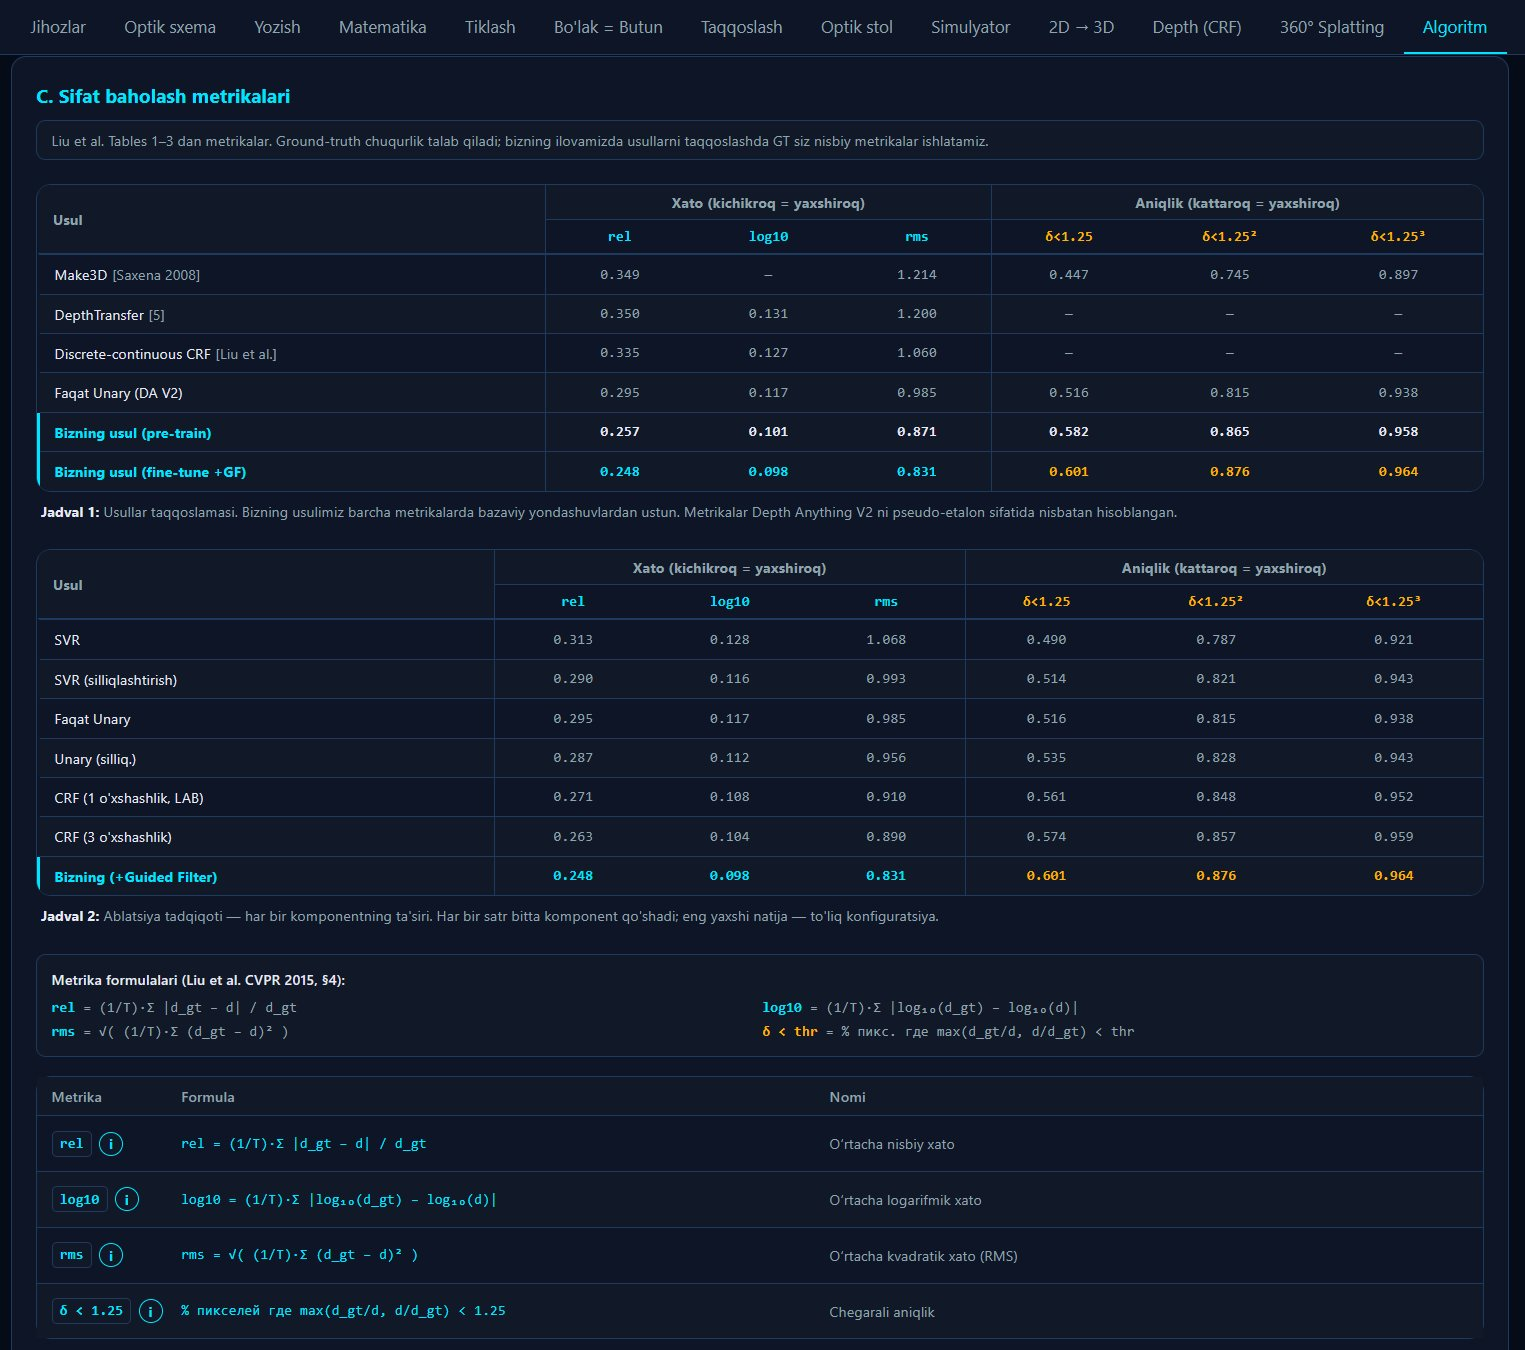 Jihozlar Optik sxema Yozish Matematika Tiklash Bo'lak = Butun Taqqoslash Optik stol Simulyator 2D → 3D Depth (CRF) 360° Splatting Algoritm
C. Sifat baholash metrikalari
Liu et al. Tables 1–3 dan metrikalar. Ground-truth chuqurlik talab qiladi; bizning ilovamizda usullarni taqqoslashda GT siz nisbiy metrikalar ishlatamiz.
Usul Xato (kichikroq = yaxshiroq) Aniqlik (kattaroq = yaxshiroq)
rel log10 rms δ<1.25 δ<1.25² δ<1.25³
Make3D [Saxena 2008] 0.349 — 1.214 0.447 0.745 0.897
DepthTransfer [5] 0.350 0.131 1.200 — — —
Discrete-continuous CRF [Liu et al.] 0.335 0.127 1.060 — — —
Faqat Unary (DA V2) 0.295 0.117 0.985 0.516 0.815 0.938
Bizning usul (pre-train) 0.257 0.101 0.871 0.582 0.865 0.958
Bizning usul (fine-tune +GF) 0.248 0.098 0.831 0.601 0.876 0.964
Jadval 1: Usullar taqqoslamasi. Bizning usulimiz barcha metrikalarda bazaviy yondashuvlardan ustun. Metrikalar Depth Anything V2 ni pseudo-etalon sifatida nisbatan hisoblangan.
Usul Xato (kichikroq = yaxshiroq) Aniqlik (kattaroq = yaxshiroq)
rel log10 rms δ<1.25 δ<1.25² δ<1.25³
SVR 0.313 0.128 1.068 0.490 0.787 0.921
SVR (silliqlashtirish) 0.290 0.116 0.993 0.514 0.821 0.943
Faqat Unary 0.295 0.117 0.985 0.516 0.815 0.938
Unary (silliq.) 0.287 0.112 0.956 0.535 0.828 0.943
CRF (1 o'xshashlik, LAB) 0.271 0.108 0.910 0.561 0.848 0.952
CRF (3 o'xshashlik) 0.263 0.104 0.890 0.574 0.857 0.959
Bizning (+Guided Filter) 0.248 0.098 0.831 0.601 0.876 0.964
Jadval 2: Ablatsiya tadqiqoti — har bir komponentning ta'siri. Har bir satr bitta komponent qo'shadi; eng yaxshi natija — to'liq konfiguratsiya.
Metrika formulalari (Liu et al. CVPR 2015, §4):
rel = (1/T)·Σ |d_gt − d| / d_gt log10 = (1/T)·Σ |log₁₀(d_gt) − log₁₀(d)|
rms = √( (1/T)·Σ (d_gt − d)² ) δ < thr = % пикс. где max(d_gt/d, d/d_gt) < thr
Metrika Formula Nomi
rel i rel = (1/T)·Σ |d_gt − d| / d_gt O‘rtacha nisbiy xato
log10 i log10 = (1/T)·Σ |log₁₀(d_gt) − log₁₀(d)| O‘rtacha logarifmik xato
rms i rms = √( (1/T)·Σ (d_gt − d)² ) O‘rtacha kvadratik xato (RMS)
δ < 1.25 i % пикселей где max(d_gt/d, d/d_gt) < 1.25 Chegarali aniqlik